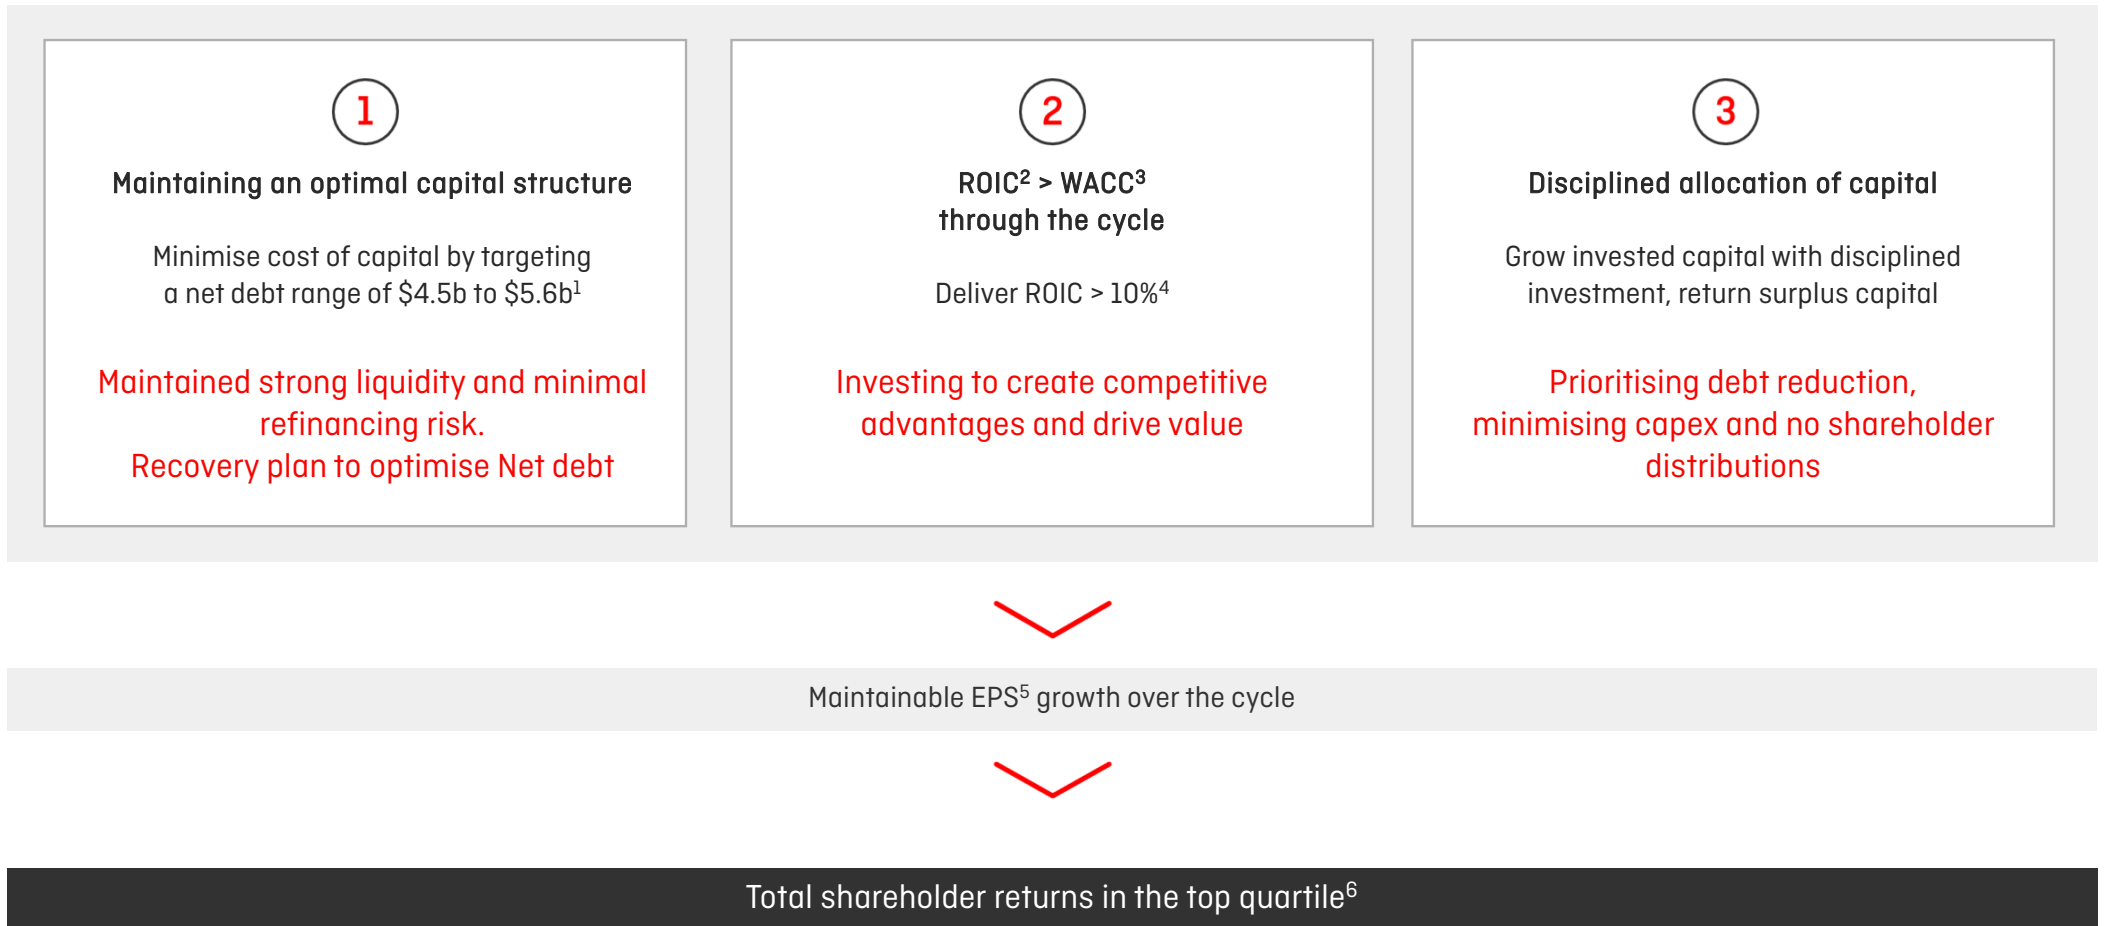 1
Maintaining an optimal capital structure
Minimise cost of capital by targeting
a net debt range of $4.5b to $5.6b¹
Maintained strong liquidity and minimal
refinancing risk.
Recovery plan to optimise Net debt
2
ROIC² > WACC³
through the cycle
Deliver ROIC > 10%⁴
Investing to create competitive
advantages and drive value
3
Disciplined allocation of capital
Grow invested capital with disciplined
investment, return surplus capital
Prioritising debt reduction,
minimising capex and no shareholder
distributions
Maintainable EPS⁵ growth over the cycle
Total shareholder returns in the top quartile⁶